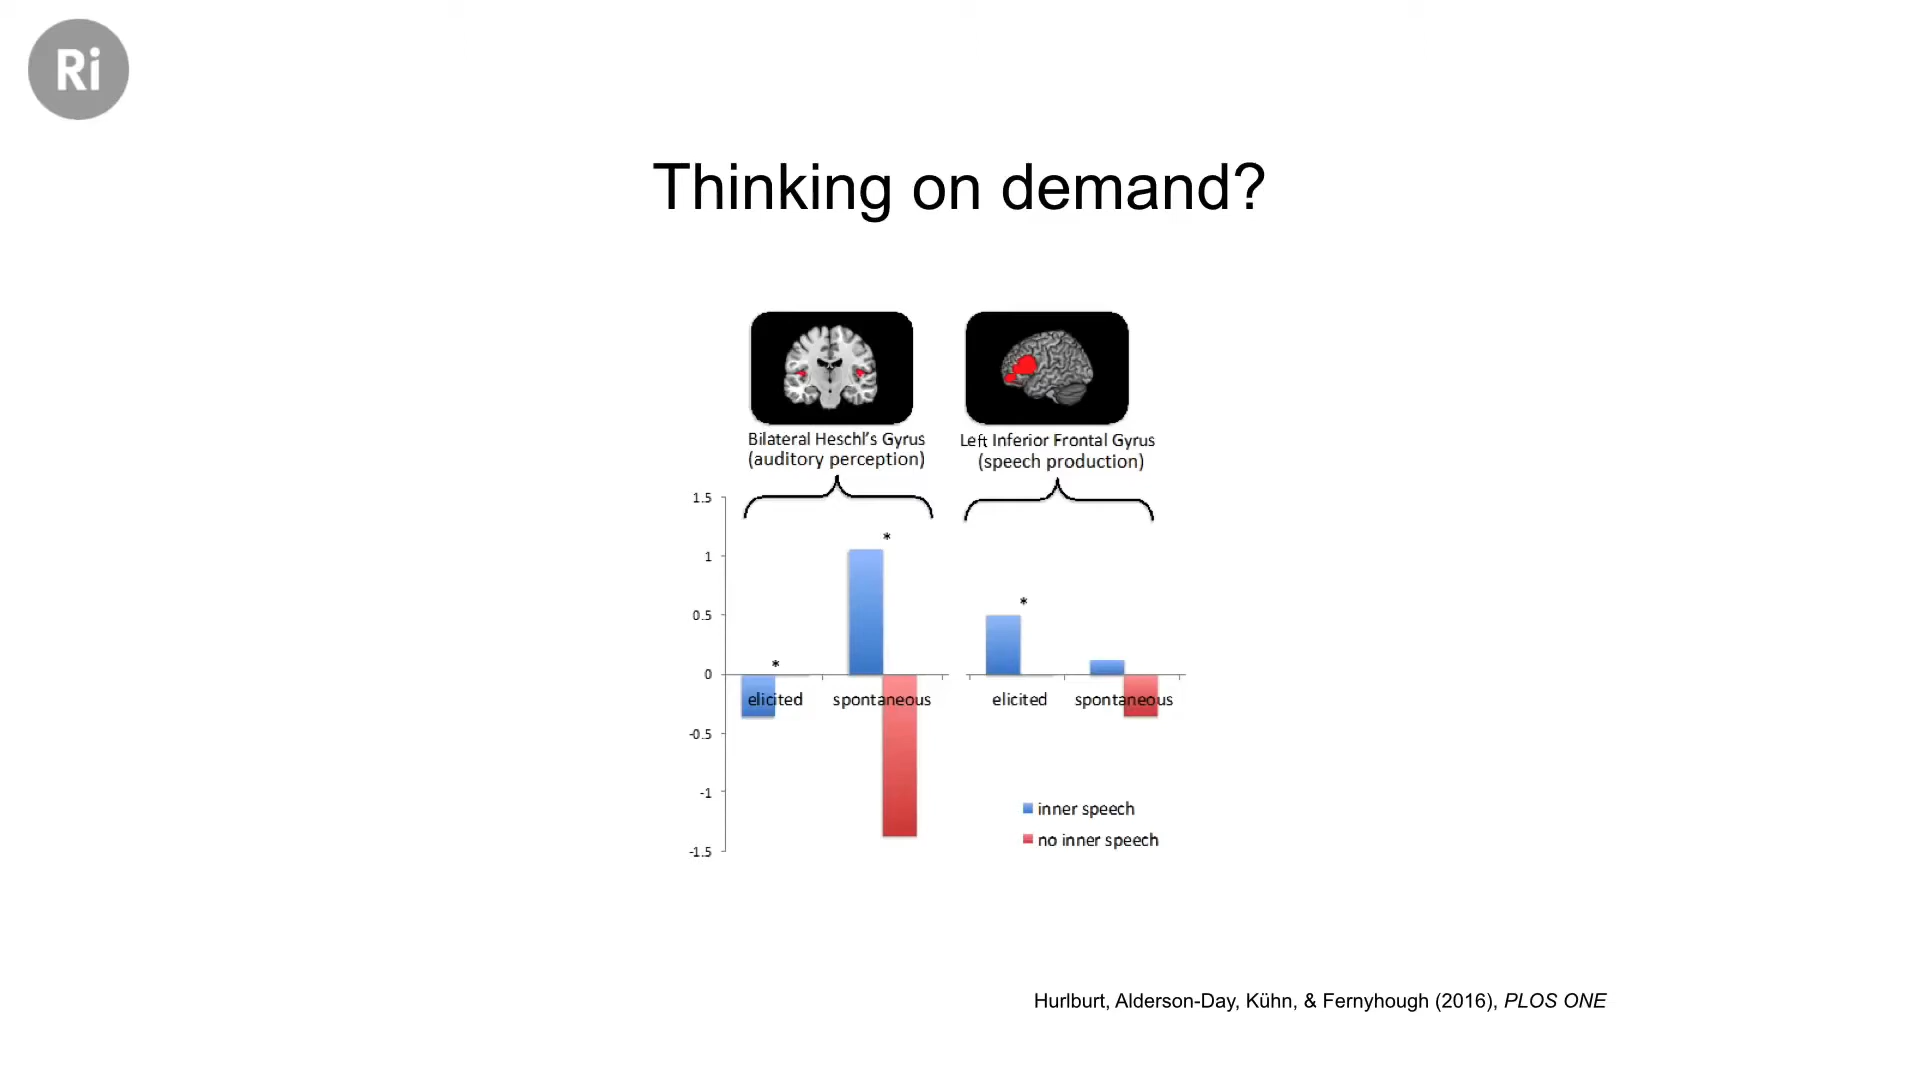 Ri
Thinking on demand?
Bilateral Heschl's Gyrus
(auditory perception)
Left Inferior Frontal Gyrus
(speech production)
1.5
1
0.5
0
-0.5
-1
-1.5
*
*
*
elicited
spontaneous
elicited
spontaneous
inner speech
no inner speech
Hurlburt, Alderson-Day, Kühn, & Fernyhough (2016), PLOS ONE